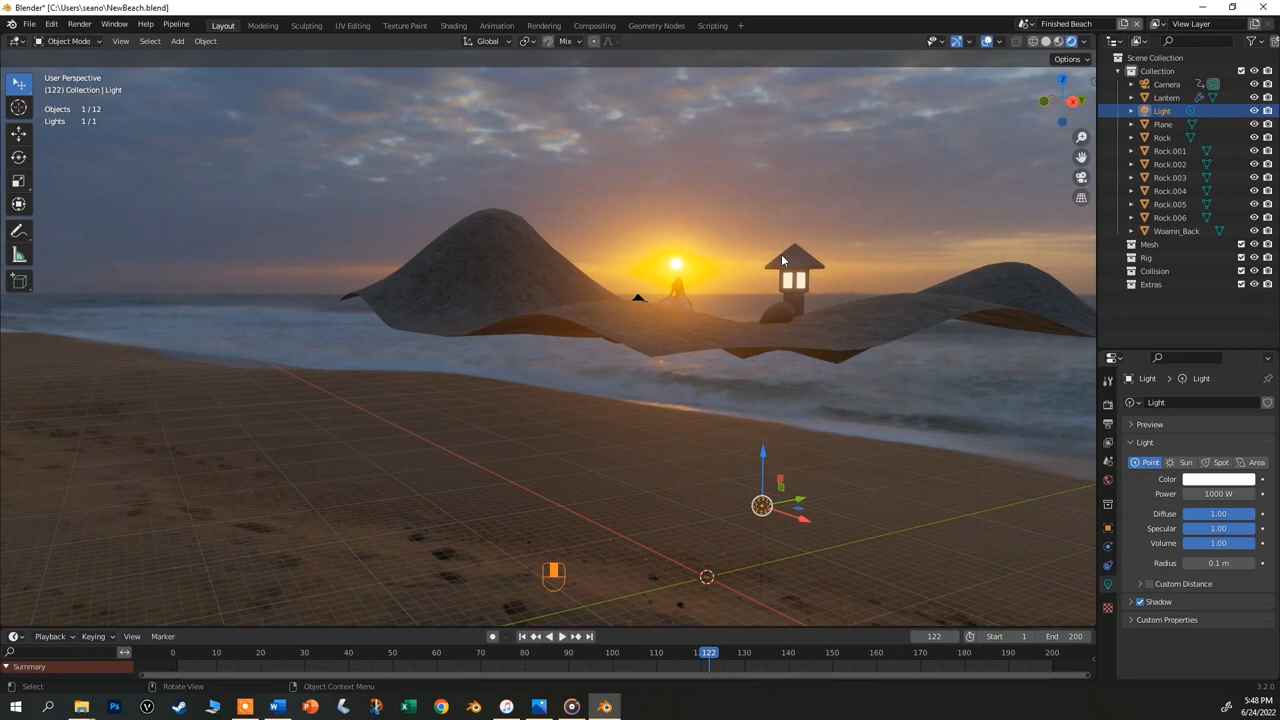 Blender* [C:\Users\seano\NewBeach.blend]
File Edit Render Window Help Pipeline Layout Modeling Sculpting UV Editing Texture Paint Shading Animation Rendering Compositing Geometry Nodes Scripting + Finished Beach View Layer
Object Mode View Select Add Object Global Mix
Options
User Perspective
(122) Collection | Light
Objects 1/12
Lights 1/1
Z
X
Y
Scene Collection
Collection
Camera
Lantern
Light
Plane
Rock
Rock.001
Rock.002
Rock.003
Rock.004
Rock.005
Rock.006
Woamn_Back
Mesh
Rig
Collision
Extras
Light > Light
Light
Preview
Light
Point Sun Spot Area
Color
Power 1000 W
Diffuse 1.00
Specular 1.00
Volume 1.00
Radius 0.1 m
Custom Distance
Shadow
Custom Properties
Playback Keying View Marker 122 Start 1 End 200
0 10 20 30 40 50 60 70 80 90 100 110 122 130 140 150 160 170 180 190 200
Summary
Select Rotate View Object Context Menu 3.2.0
5:48 PM
6/24/2022